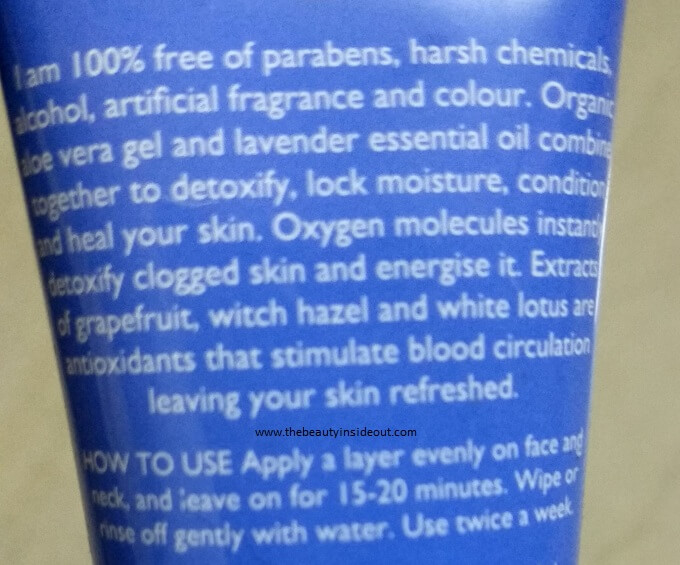 I am 100% free of parabens, harsh chemicals,
alcohol, artificial fragrance and colour. Organic
aloe vera gel and lavender essential oil combine
together to detoxify, lock moisture, condition
and heal your skin. Oxygen molecules instantly
detoxify clogged skin and energise it. Extracts
of grapefruit, witch hazel and white lotus are
antioxidants that stimulate blood circulation
leaving your skin refreshed.
www.thebeautyinsideout.com
HOW TO USE Apply a layer evenly on face and
neck, and leave on for 15-20 minutes. Wipe or
rinse off gently with water. Use twice a week.